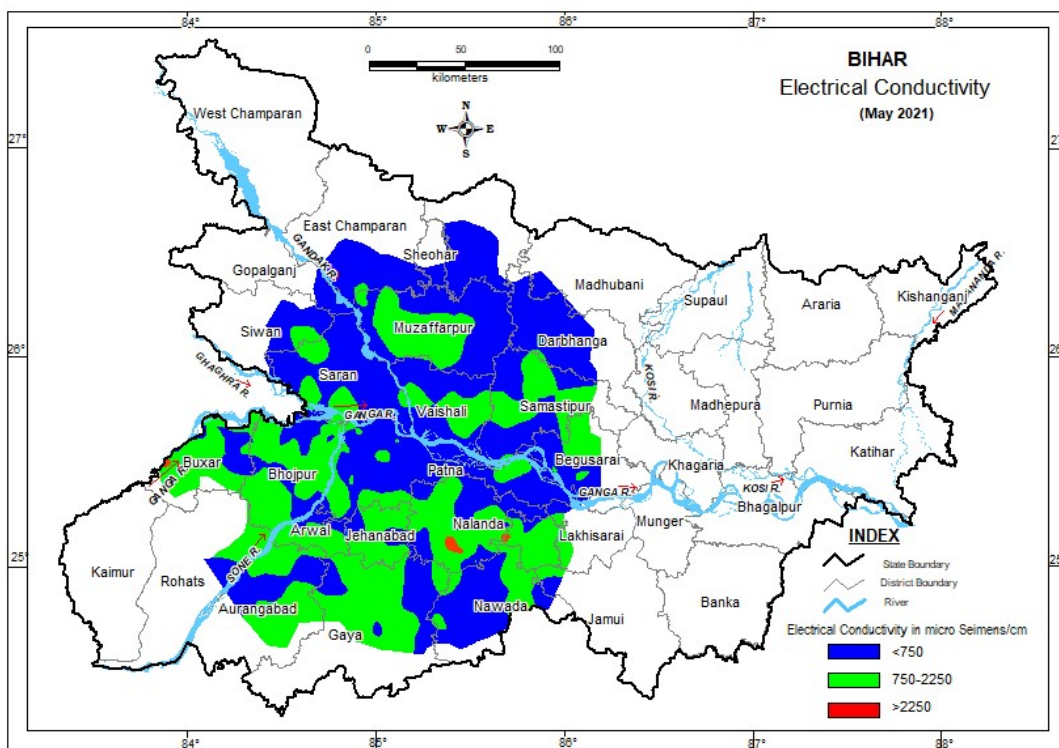 84°
85°
86°
87°
88°
BIHAR
Electrical Conductivity
(May 2021)
0 50 100
kilometers
N
W E
S
27°
27°
West Champaran
East Champaran
Sheohar
GANDAK R.
Gopalganj
Madhubani
Supaul
Araria
Kishanganj
MAHANANDA R.
Siwan
Muzaffarpur
Darbhanga
26°
26°
GHAGHRA R.
Saran
KOSI R.
Madhepura
Purnia
GANGA R.
Vaishali
Samastipur
Buxar
GANGA R.
Bhojpur
Patna
Begusarai
Khagaria
Katihar
GANGA R.
KOSI R.
Bhagalpur
Arwal
Jehanabad
Nalanda
Lakhisarai
Munger
25°
25°
Kaimur
Rohats
SONE R.
Aurangabad
Gaya
Nawada
Jamui
Banka
INDEX
State Boundary
District Boundary
River
Electrical Conductivity in micro Seimens/cm
<750
750-2250
>2250
84°
85°
86°
87°
88°